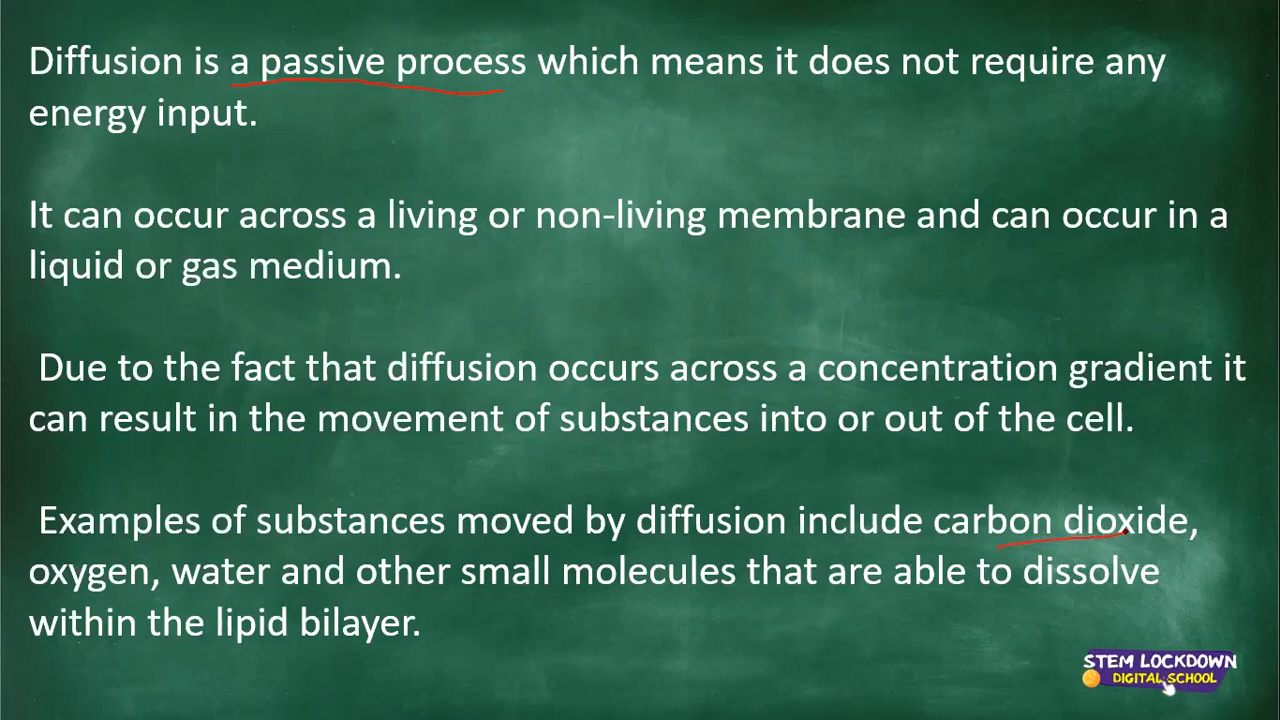 Diffusion is a passive process which means it does not require any
energy input.
It can occur across a living or non-living membrane and can occur in a
liquid or gas medium.
Due to the fact that diffusion occurs across a concentration gradient it
can result in the movement of substances into or out of the cell.
Examples of substances moved by diffusion include carbon dioxide,
oxygen, water and other small molecules that are able to dissolve
within the lipid bilayer.
STEM LOCKDOWN
DIGITAL SCHOOL